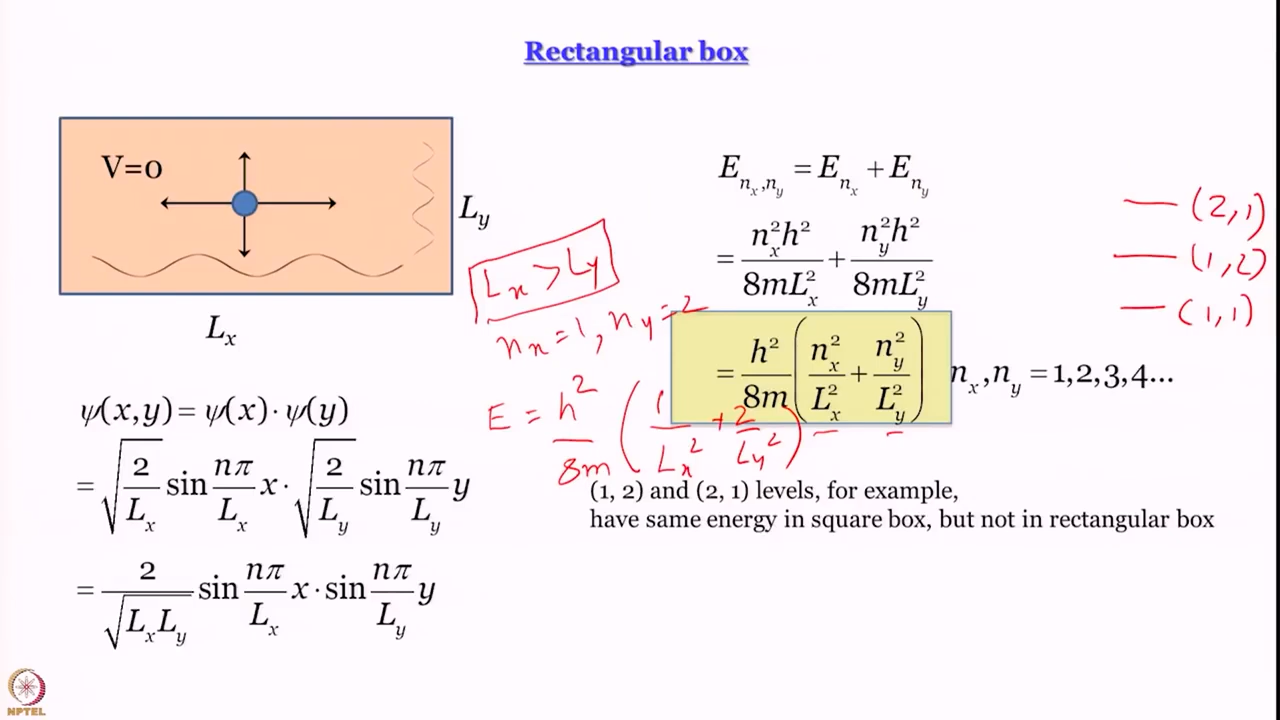 Rectangular box
V=0
L_y
L_x
ψ(x,y) = ψ(x)·ψ(y)
= √(2/L_x) sin (nπ/L_x) x · √(2/L_y) sin (nπ/L_y) y
= 2/√(L_x L_y) sin (nπ/L_x) x · sin (nπ/L_y) y
L_x > L_y
n_x = 1, n_y = 2
E = h²/8m (1/L_x² + 2/L_y²)
E_{n_x,n_y} = E_{n_x} + E_{n_y}
= n_x²h²/8mL_x² + n_y²h²/8mL_y²
= h²/8m (n_x²/L_x² + n_y²/L_y²) n_x, n_y = 1,2,3,4...
(2,1)
(1,2)
(1,1)
(1, 2) and (2, 1) levels, for example,
have same energy in square box, but not in rectangular box
NPTEL